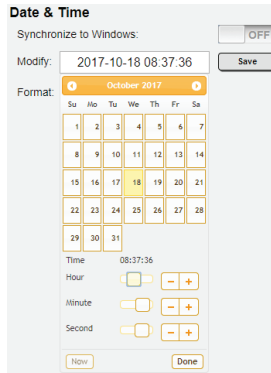 Date & Time
Synchronize to Windows:
OFF
Modify:
2017-10-18 08:37:36
Save
Format:
October 2017
Su Mo Tu We Th Fr Sa
1 2 3 4 5 6 7
8 9 10 11 12 13 14
15 16 17 18 19 20 21
22 23 24 25 26 27 28
29 30 31
Time 08:37:36
Hour
- +
Minute
- +
Second
- +
Now Done